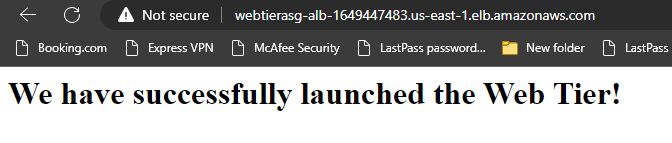 Not secure webtierasg-alb-1649447483.us-east-1.elb.amazonaws.com
Booking.com Express VPN McAfee Security LastPass password... New folder LastPass
We have successfully launched the Web Tier!